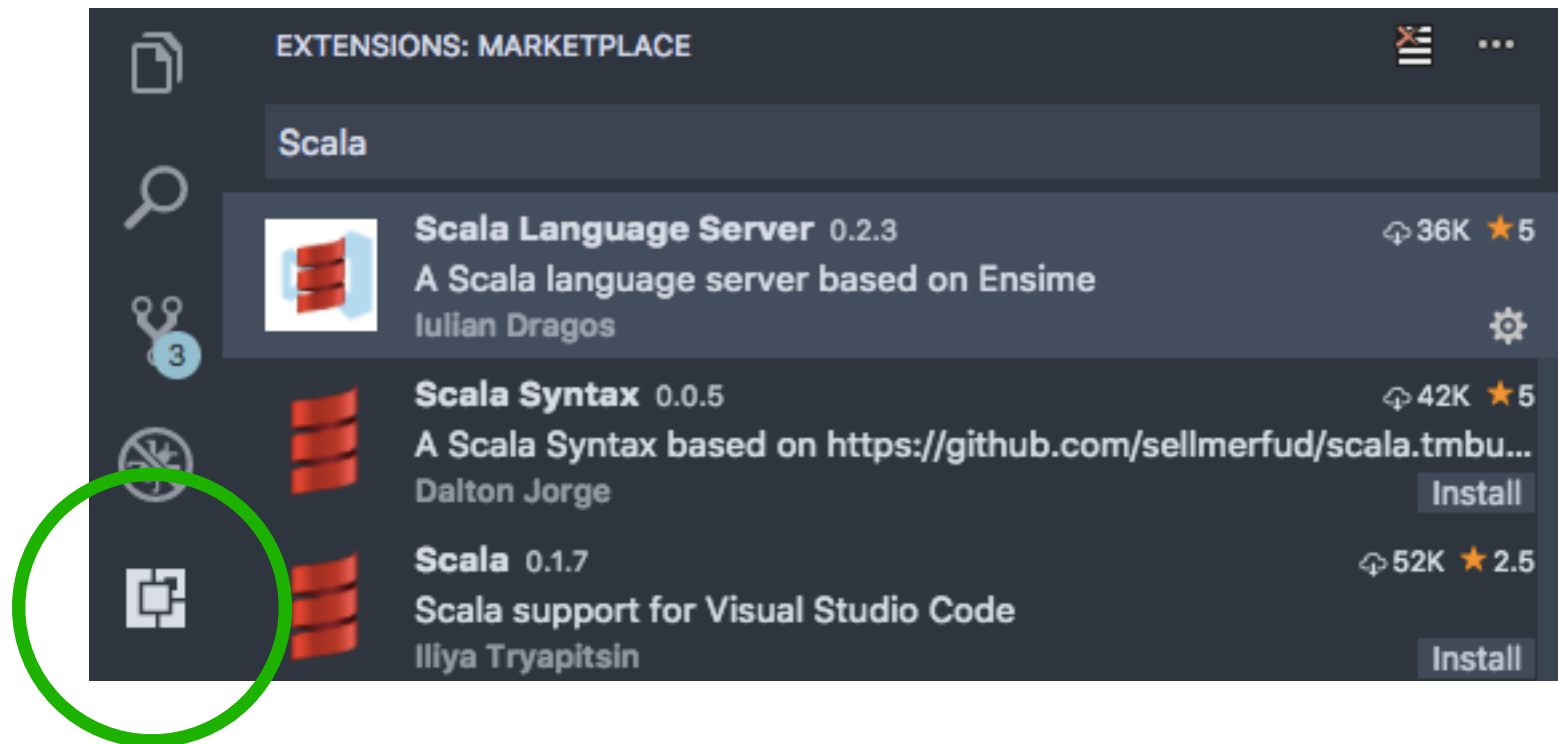 EXTENSIONS: MARKETPLACE
Scala
Scala Language Server 0.2.3 36K ★5
A Scala language server based on Ensime
Iulian Dragos
3
Scala Syntax 0.0.5 42K ★5
A Scala Syntax based on https://github.com/sellmerfud/scala.tmbu...
Dalton Jorge Install
Scala 0.1.7 52K ★2.5
Scala support for Visual Studio Code
Iliya Tryapitsin Install